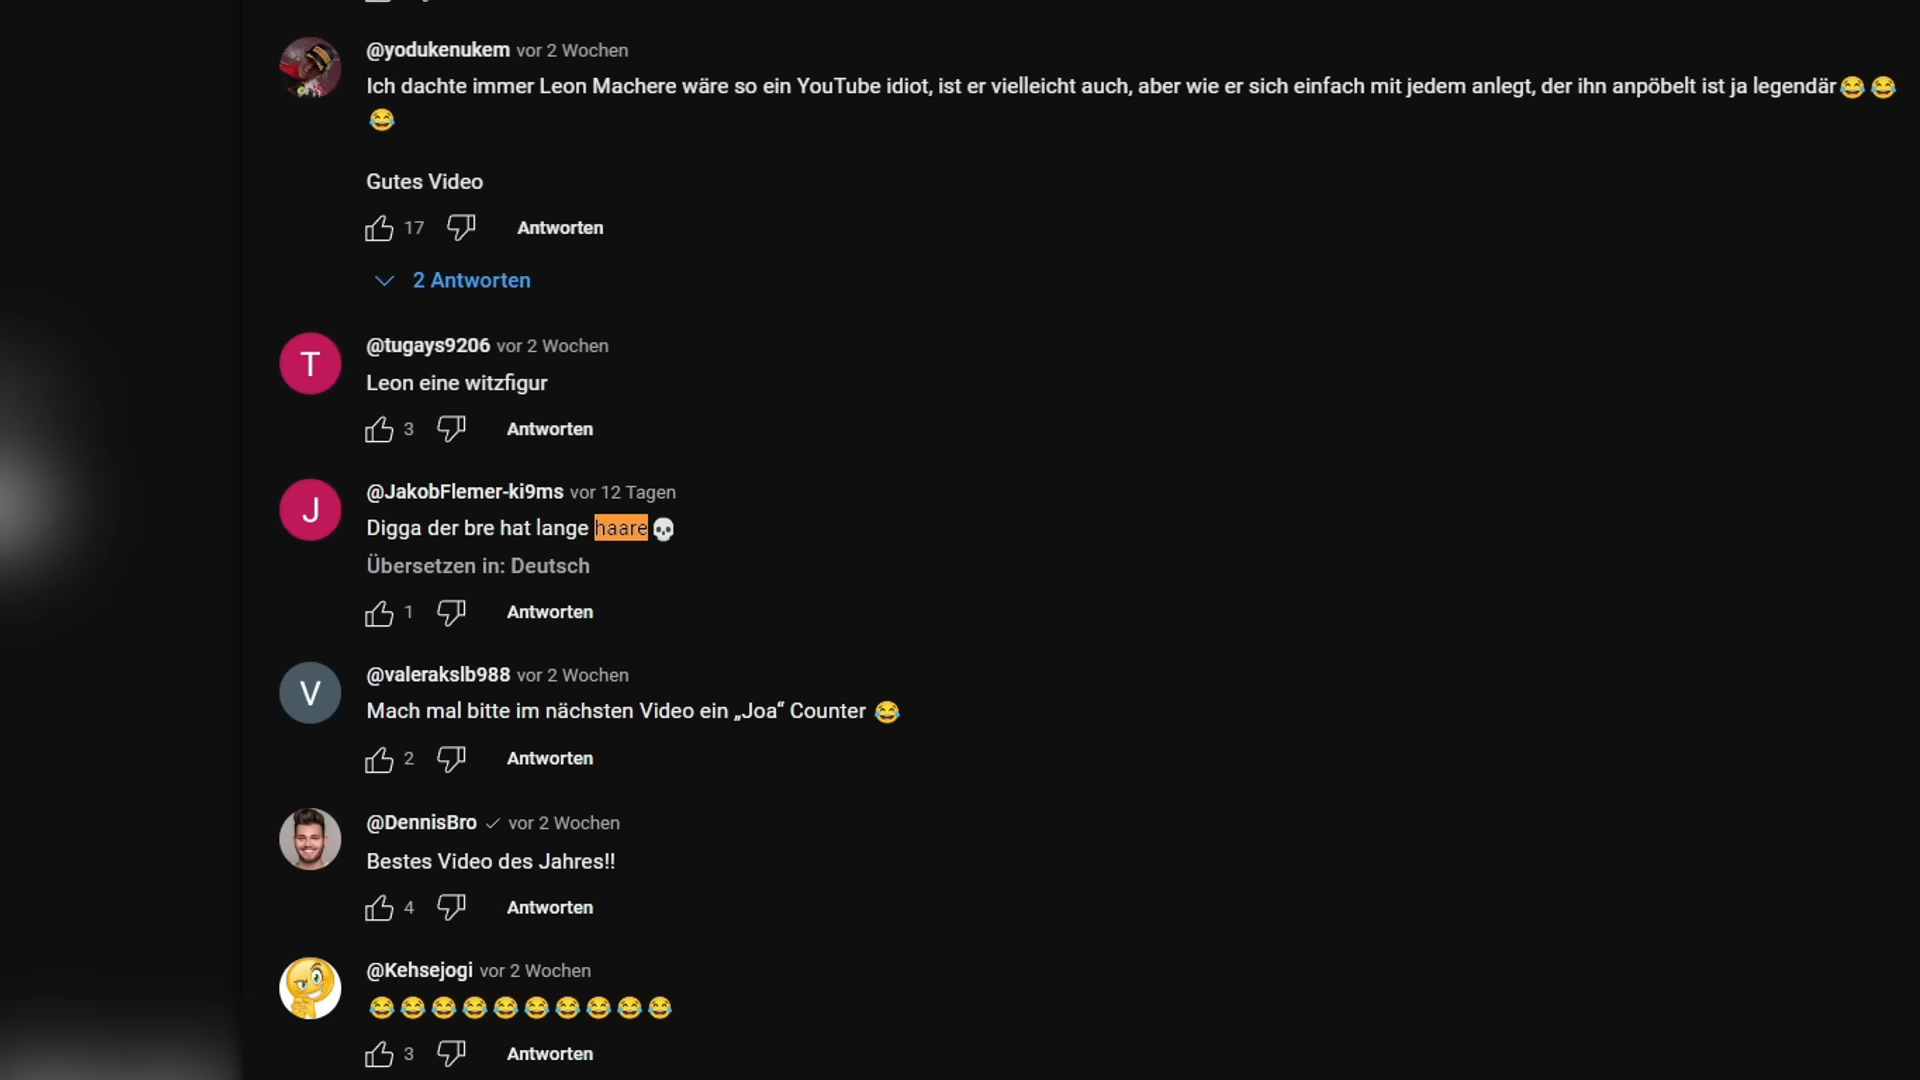 @yodukenukem vor 2 Wochen
Ich dachte immer Leon Machere wäre so ein YouTube idiot, ist er vielleicht auch, aber wie er sich einfach mit jedem anlegt, der ihn anpöbelt ist ja legendär😂😂
😂
Gutes Video
17 Antworten
2 Antworten
T
@tugays9206 vor 2 Wochen
Leon eine witzfigur
3 Antworten
J
@JakobFlemer-ki9ms vor 12 Tagen
Digga der bre hat lange haare💀
Übersetzen in: Deutsch
1 Antworten
V
@valerakslb988 vor 2 Wochen
Mach mal bitte im nächsten Video ein „Joa“ Counter 😂
2 Antworten
@DennisBro vor 2 Wochen
Bestes Video des Jahres!!
4 Antworten
@Kehsejogi vor 2 Wochen
😂😂😂😂😂😂😂😂😂😂
3 Antworten